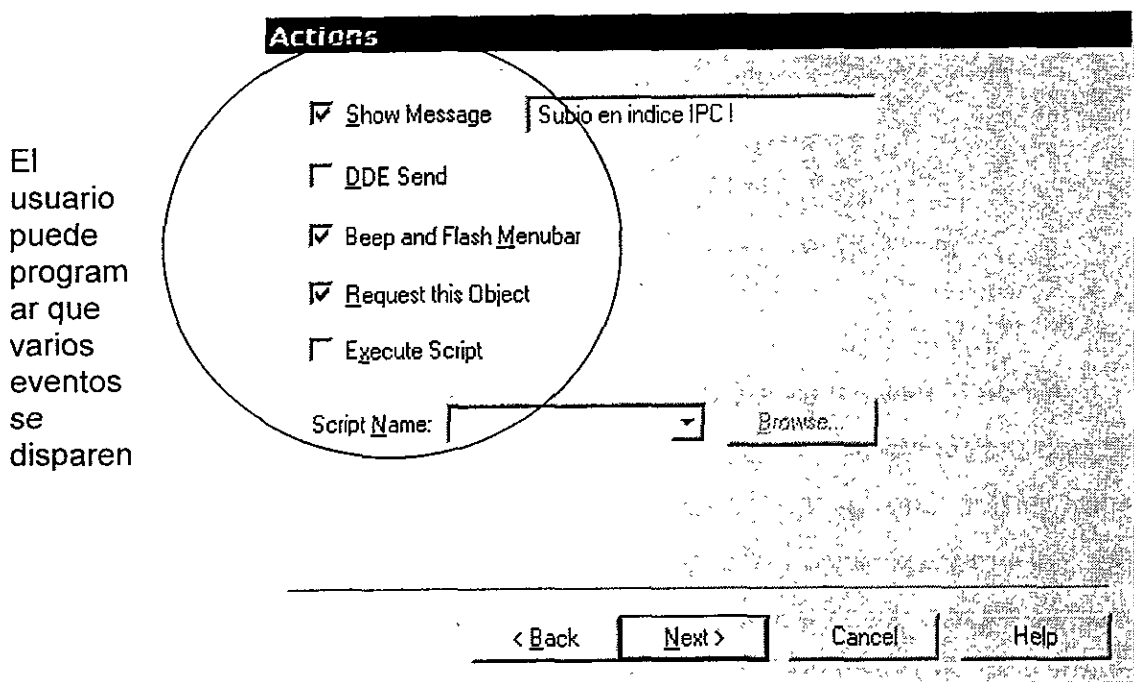 Actions
Show Message Subio en indice IPC !
DDE Send
El
usuario
puede
program
ar que
varios
eventos
se
disparen
Beep and Flash Menubar
Request this Object
Execute Script
Script Name: Browse...
< Back Next > Cancel Help